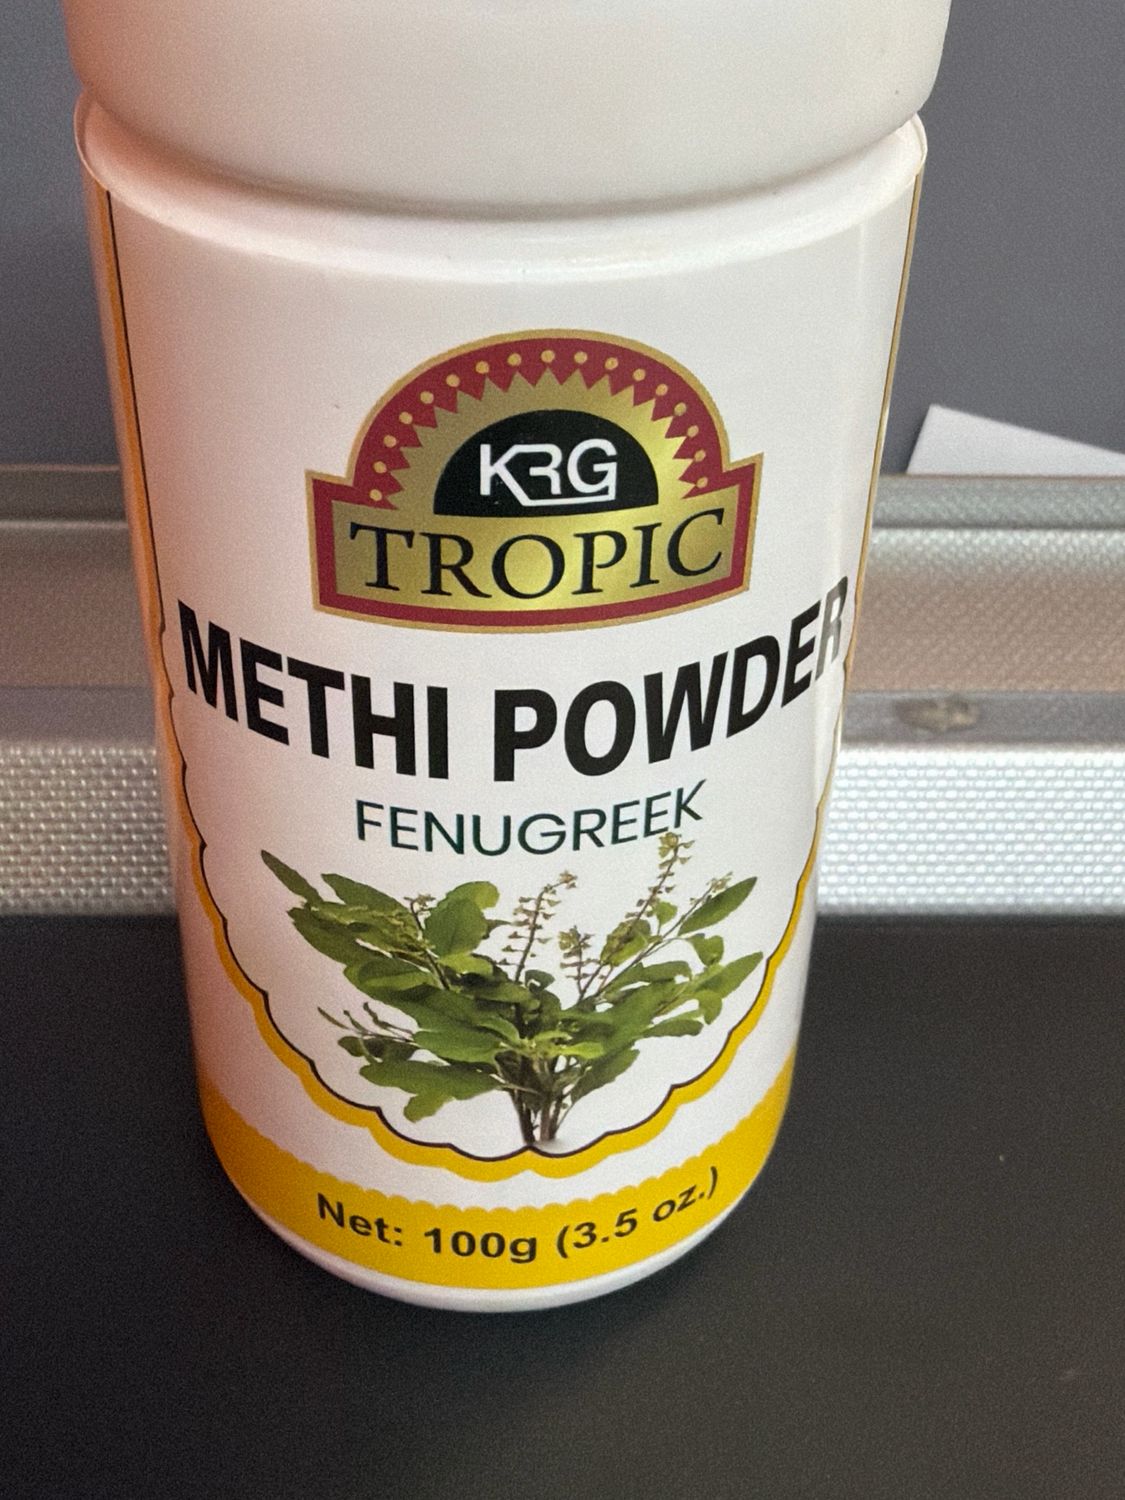 KRG
TROPIC
METHI POWDER
FENUGREEK
Net: 100g (3.5 oz.)